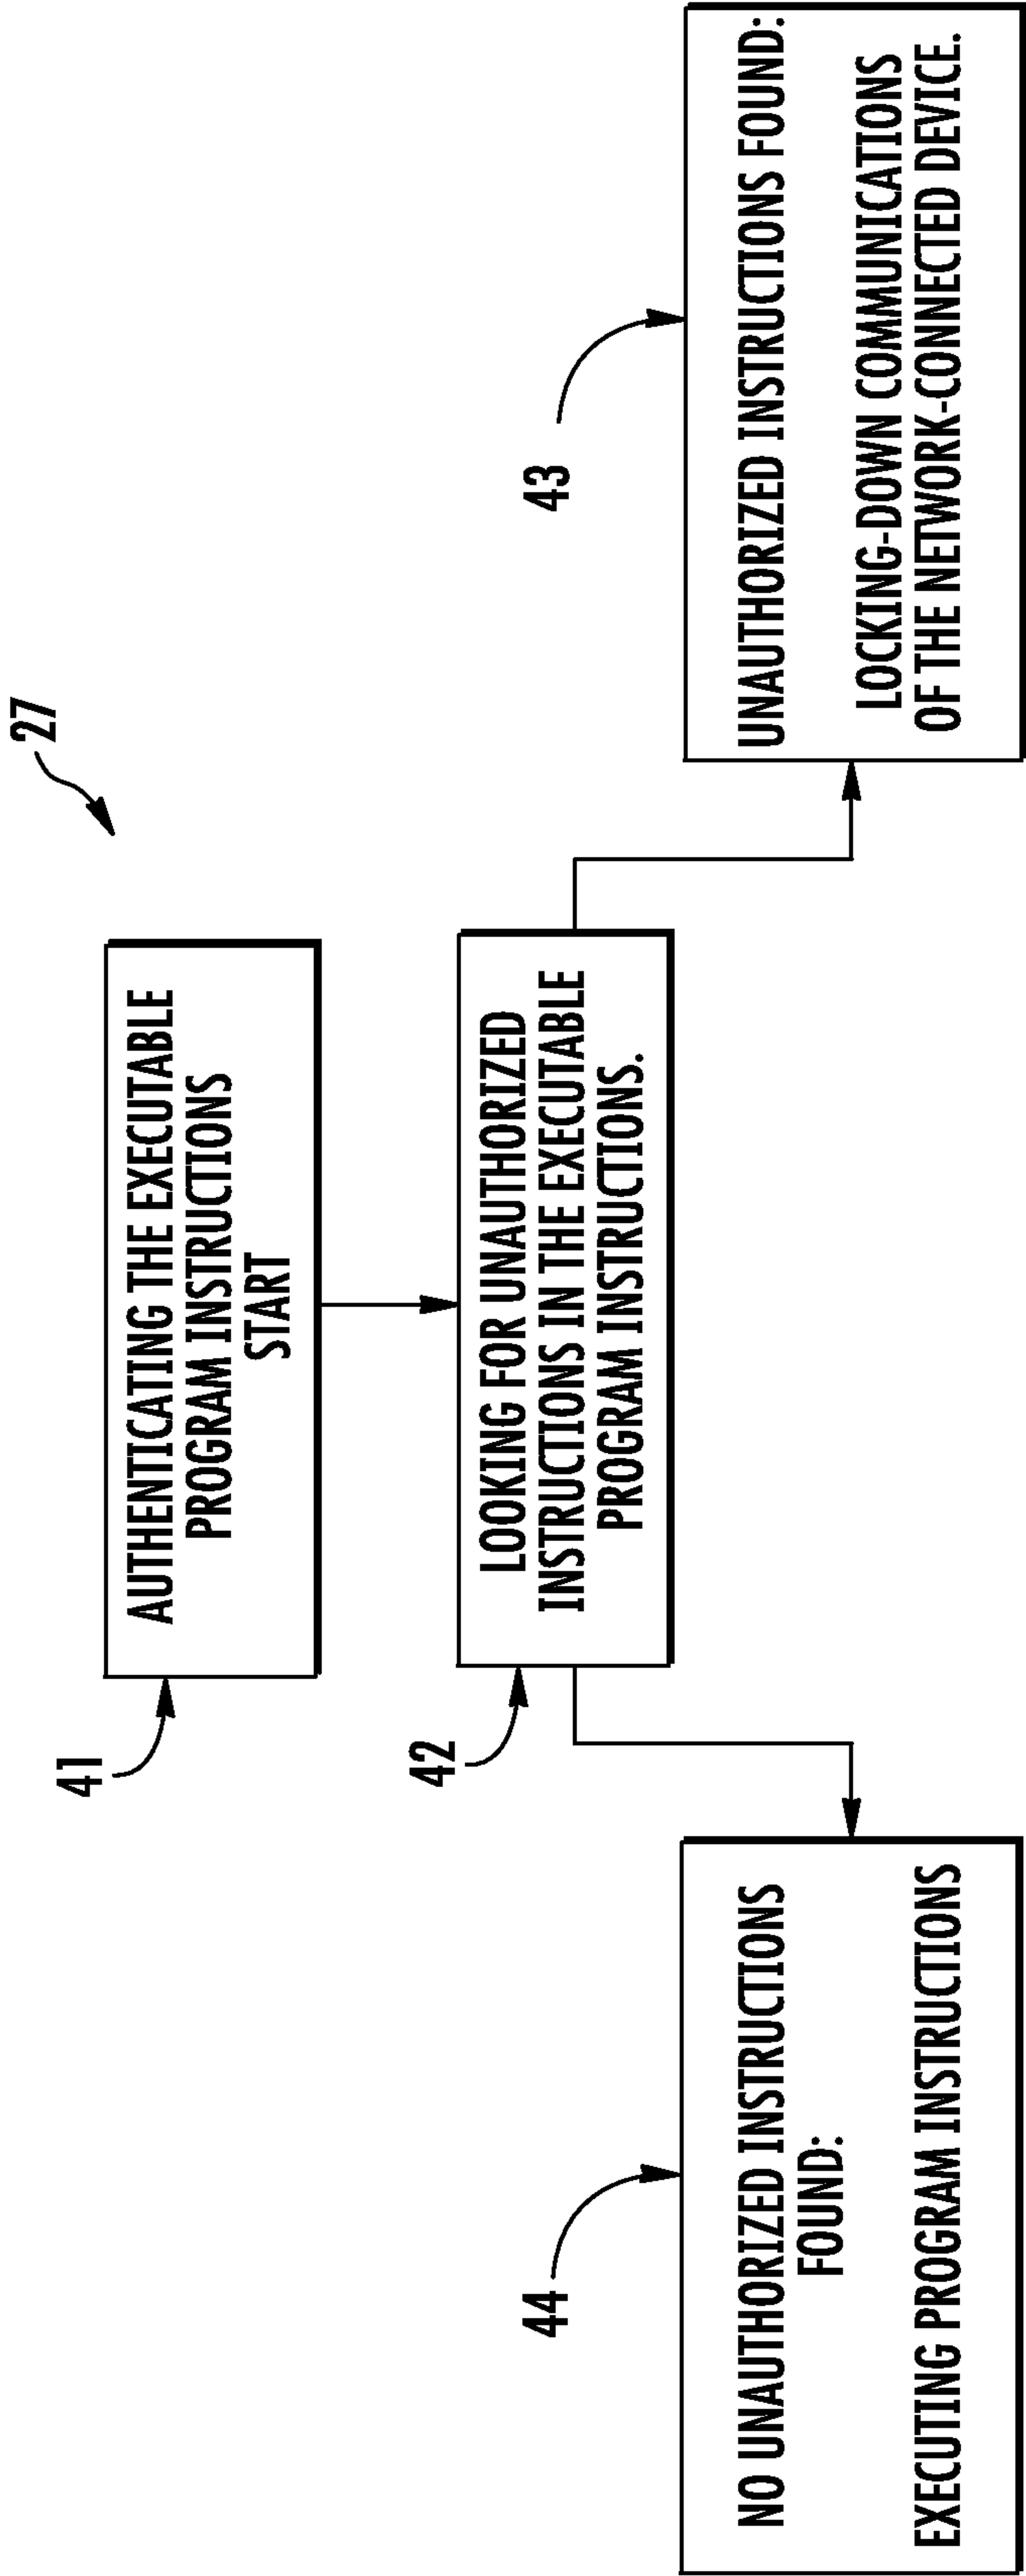 27
41
AUTHENTICATING THE EXECUTABLE
PROGRAM INSTRUCTIONS
START
42
LOOKING FOR UNAUTHORIZED
INSTRUCTIONS IN THE EXECUTABLE
PROGRAM INSTRUCTIONS.
44
NO UNAUTHORIZED INSTRUCTIONS
FOUND:
EXECUTING PROGRAM INSTRUCTIONS
43
UNAUTHORIZED INSTRUCTIONS FOUND:
LOCKING-DOWN COMMUNICATIONS
OF THE NETWORK-CONNECTED DEVICE.